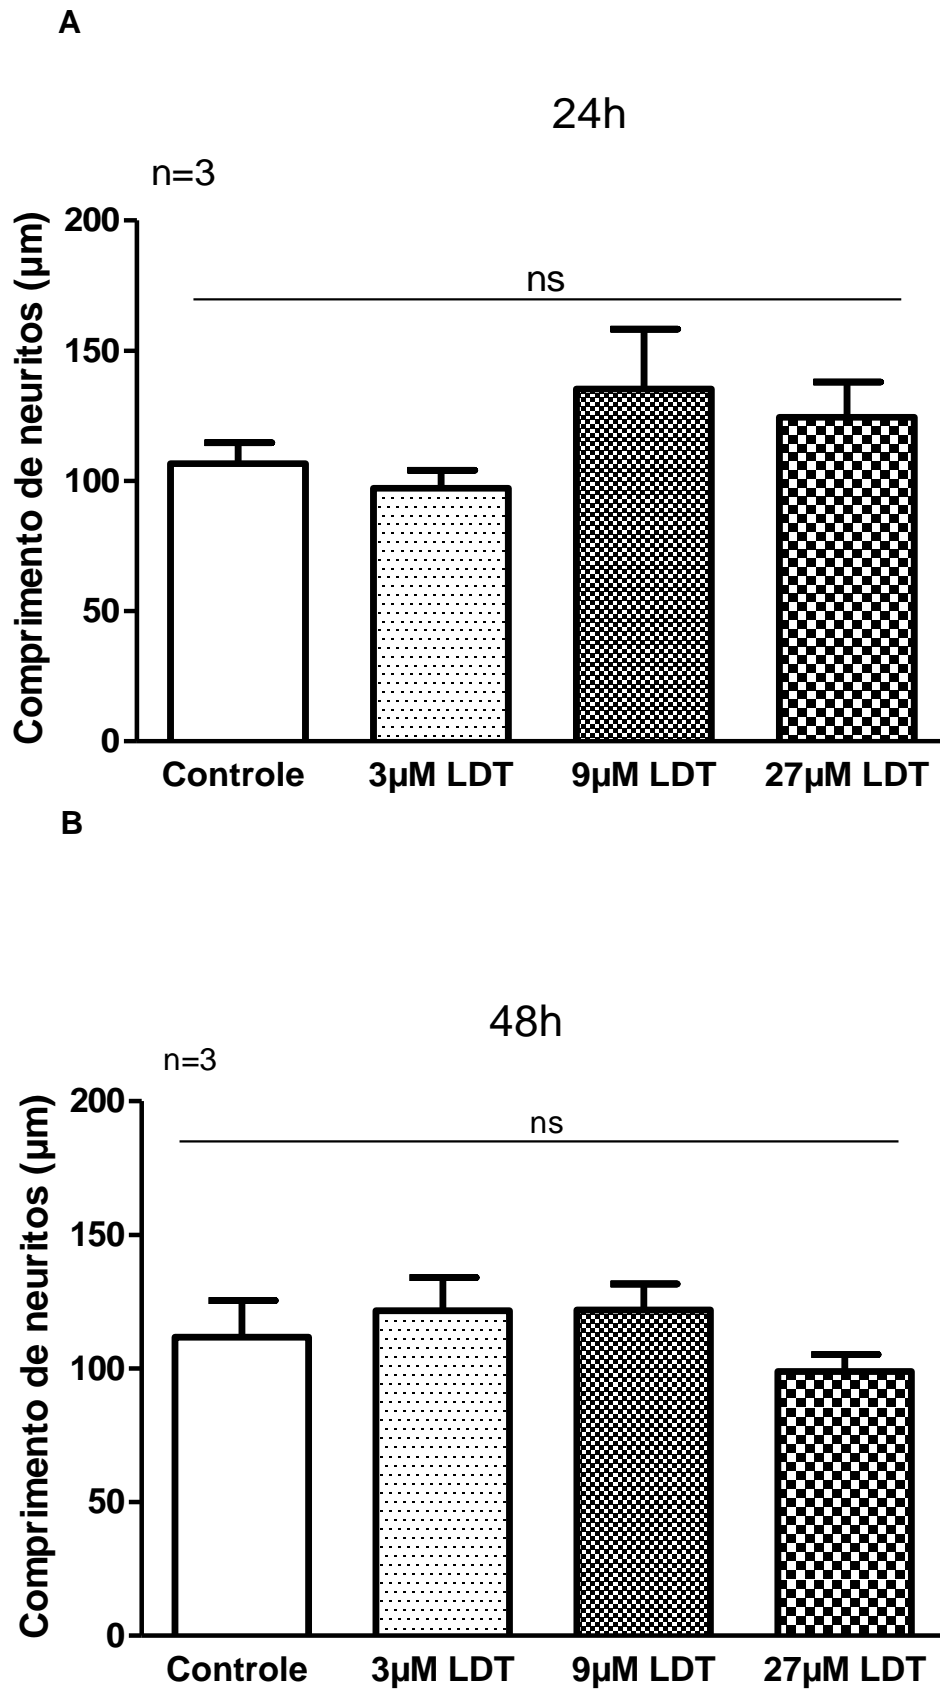 A
24h
n=3
Comprimento de neuritos (µm)
200
ns
150
100
50
0
Controle 3µM LDT 9µM LDT 27µM LDT
B
48h
n=3
Comprimento de neuritos (µm)
200
ns
150
100
50
0
Controle 3µM LDT 9µM LDT 27µM LDT